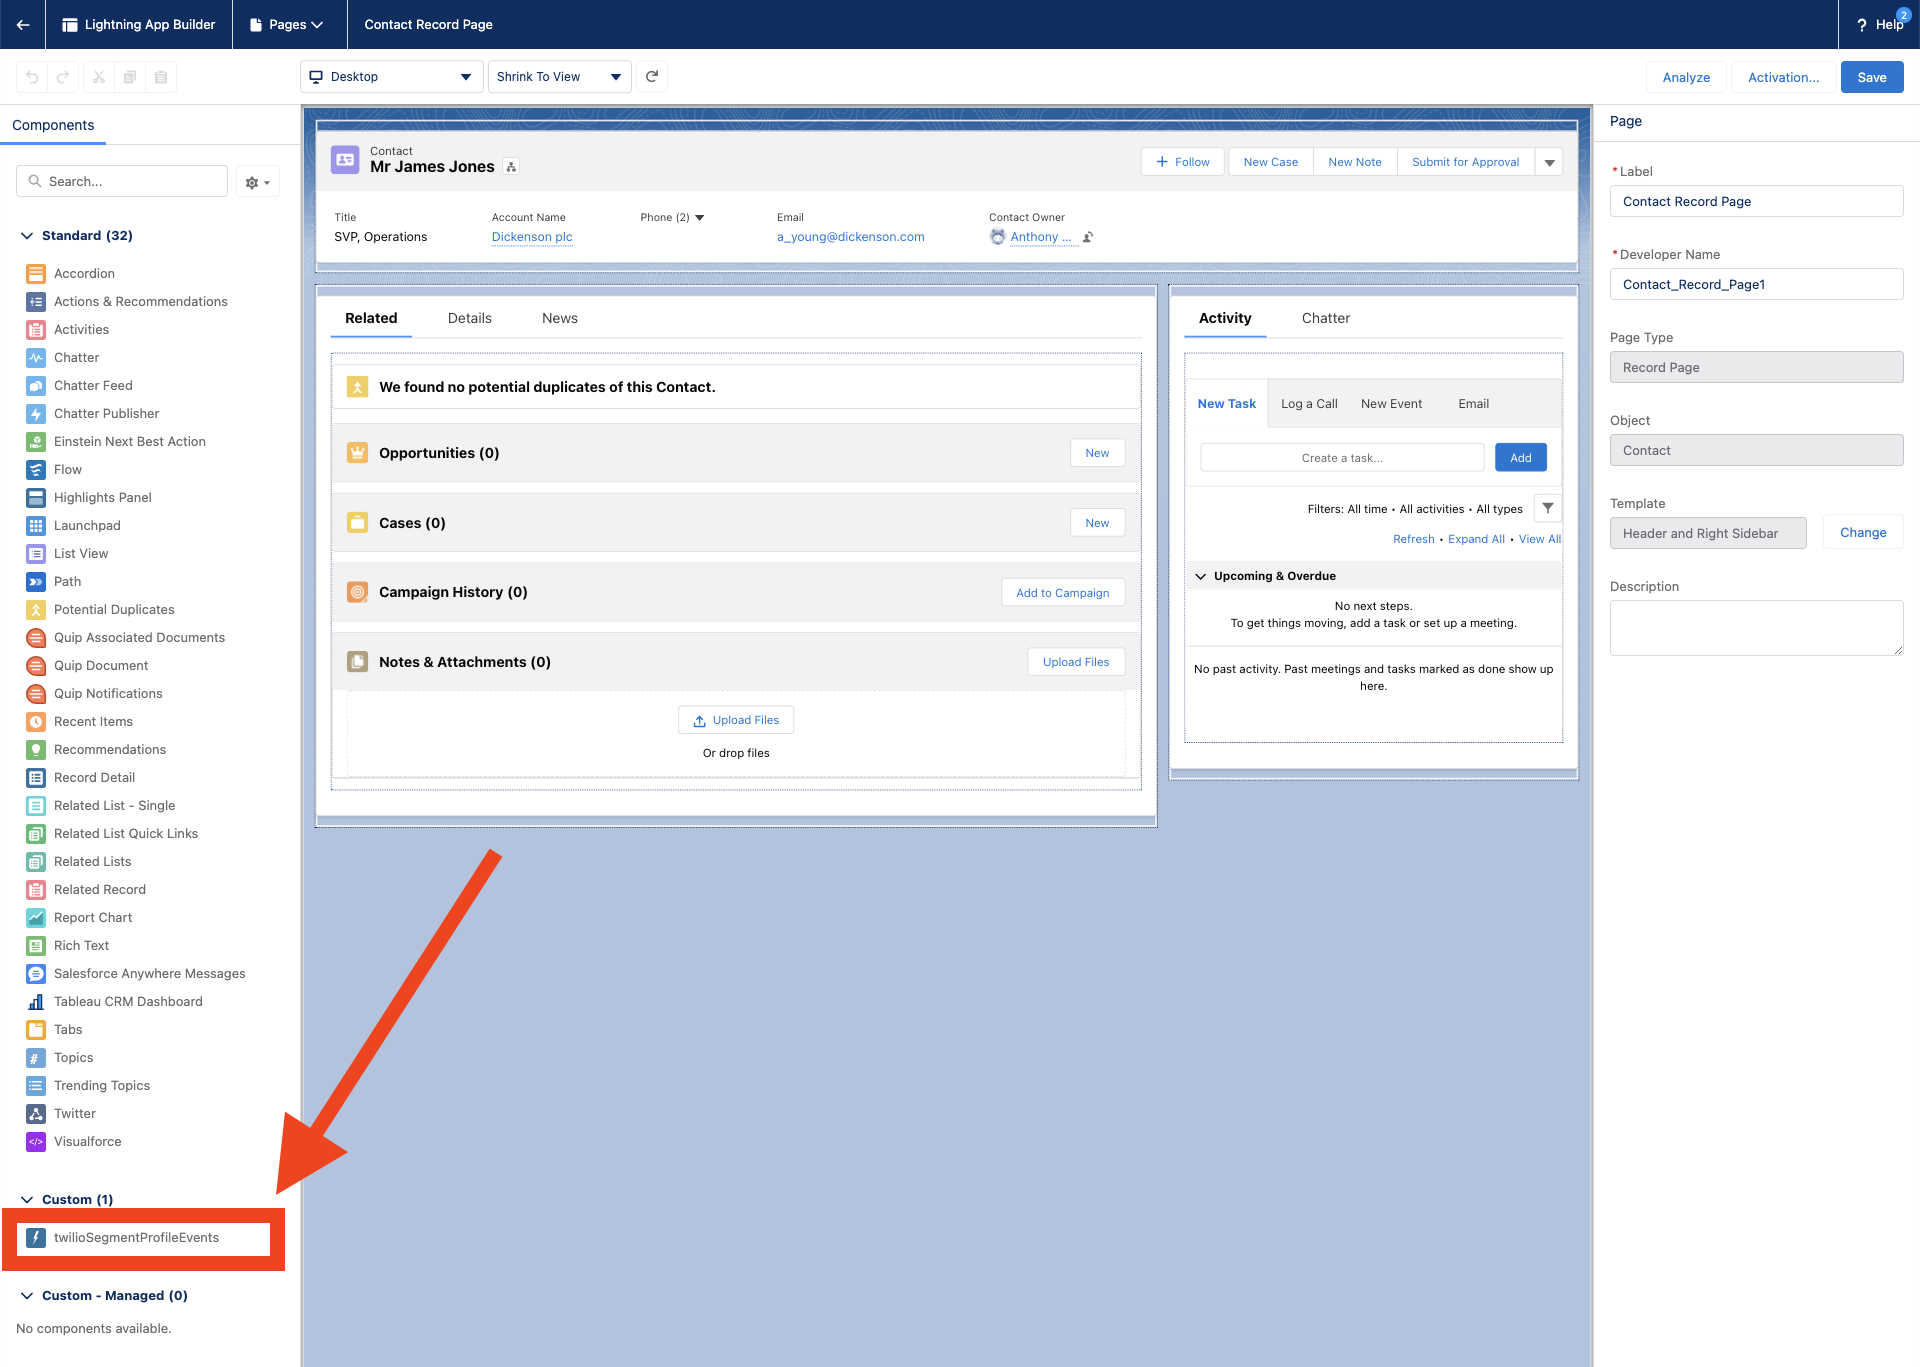 Lightning App Builder
Pages
Contact Record Page
? Help
2
Desktop
Shrink To View
Analyze
Activation...
Save
Components
Search...
Standard (32)
Accordion
Actions & Recommendations
Activities
Chatter
Chatter Feed
Chatter Publisher
Einstein Next Best Action
Flow
Highlights Panel
Launchpad
List View
Path
Potential Duplicates
Quip Associated Documents
Quip Document
Quip Notifications
Recent Items
Recommendations
Record Detail
Related List - Single
Related List Quick Links
Related Lists
Related Record
Report Chart
Rich Text
Salesforce Anywhere Messages
Tableau CRM Dashboard
Tabs
# Topics
Trending Topics
Twitter
</> Visualforce
Custom (1)
twilioSegmentProfileEvents
Custom - Managed (0)
No components available.
Contact
Mr James Jones
+ Follow
New Case
New Note
Submit for Approval
Title
SVP, Operations
Account Name
Dickenson plc
Phone (2)
Email
a_young@dickenson.com
Contact Owner
Anthony ...
Related
Details
News
We found no potential duplicates of this Contact.
Opportunities (0)
New
Cases (0)
New
Campaign History (0)
Add to Campaign
Notes & Attachments (0)
Upload Files
Upload Files
Or drop files
Activity
Chatter
New Task
Log a Call
New Event
Email
Create a task...
Add
Filters: All time • All activities • All types
Refresh • Expand All • View All
Upcoming & Overdue
No next steps.
To get things moving, add a task or set up a meeting.
No past activity. Past meetings and tasks marked as done show up
here.
Page
* Label
Contact Record Page
* Developer Name
Contact_Record_Page1
Page Type
Record Page
Object
Contact
Template
Header and Right Sidebar
Change
Description